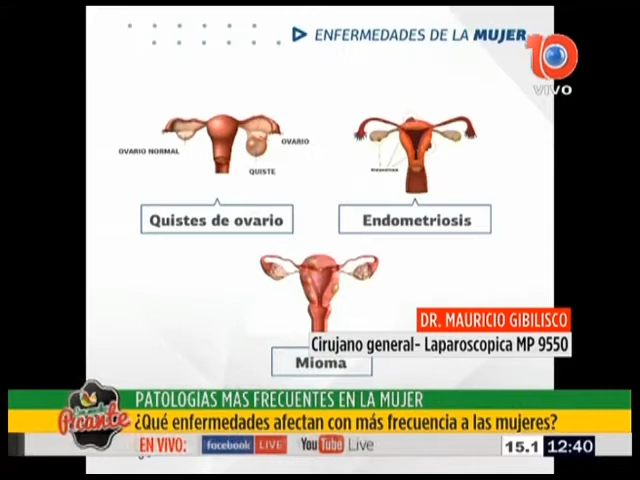 ENFERMEDADES DE LA MUJER
10
VIVO
OVARIO NORMAL
OVARIO
QUISTE
Quistes de ovario
Endometriosis
DR. MAURICIO GIBILISCO
Cirujano general- Laparoscopica MP 9550
Mioma
PATOLOGÍAS MÁS FRECUENTES EN LA MUJER
Picante
¿Qué enfermedades afectan con más frecuencia a las mujeres?
EN VIVO: facebook LIVE YouTube Live
15.1 12:40